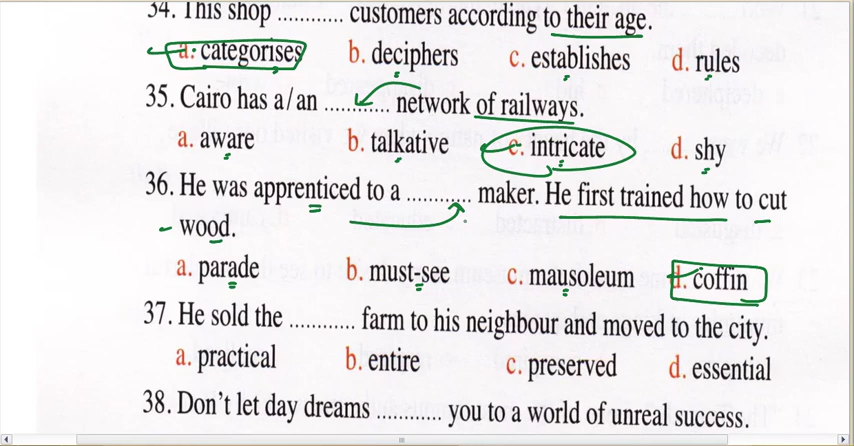 34. This shop ............ customers according to their age.
a. categorises b. deciphers c. establishes d. rules
35. Cairo has a/an ............ network of railways.
a. aware b. talkative c. intricate d. shy
36. He was apprenticed to a ............ maker. He first trained how to cut
wood.
a. parade b. must-see c. mausoleum d. coffin
37. He sold the ............ farm to his neighbour and moved to the city.
a. practical b. entire c. preserved d. essential
38. Don't let day dreams ............ you to a world of unreal success.